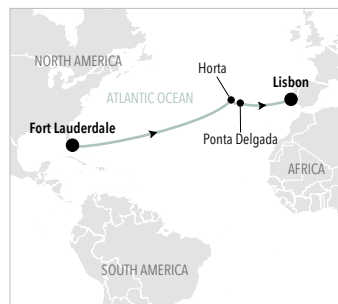 NORTH AMERICA
Horta
Lisbon
ATLANTIC OCEAN
Fort Lauderdale
Ponta Delgada
AFRICA
SOUTH AMERICA